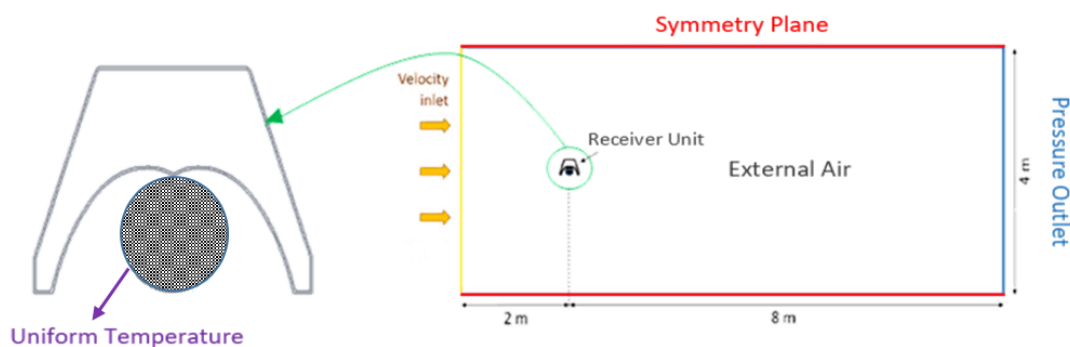 Symmetry Plane
Velocity
inlet
Receiver Unit
External Air
4 m
Pressure Outlet
2 m
8 m
Uniform Temperature